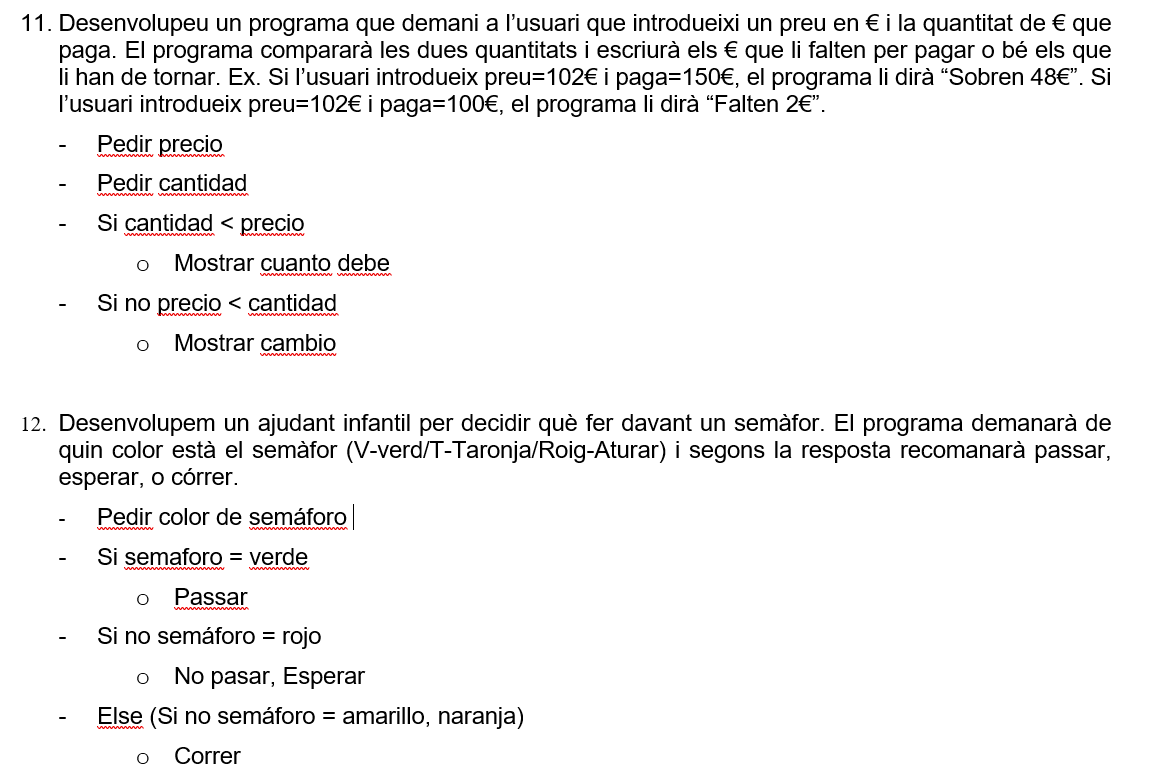 11. Desenvolupeu un programa que demani a l’usuari que introdueixi un preu en € i la quantitat de € que
paga. El programa compararà les dues quantitats i escriurà els € que li falten per pagar o bé els que
li han de tornar. Ex. Si l’usuari introdueix preu=102€ i paga=150€, el programa li dirà “Sobren 48€”. Si
l’usuari introdueix preu=102€ i paga=100€, el programa li dirà “Falten 2€”.
- Pedir precio
- Pedir cantidad
- Si cantidad < precio
o Mostrar cuanto debe
- Si no precio < cantidad
o Mostrar cambio
12. Desenvolupem un ajudant infantil per decidir què fer davant un semàfor. El programa demanarà de
quin color està el semàfor (V-verd/T-Taronja/Roig-Aturar) i segons la resposta recomanarà passar,
esperar, o córrer.
- Pedir color de semáforo
- Si semaforo = verde
o Passar
- Si no semáforo = rojo
o No pasar, Esperar
- Else (Si no semáforo = amarillo, naranja)
o Correr